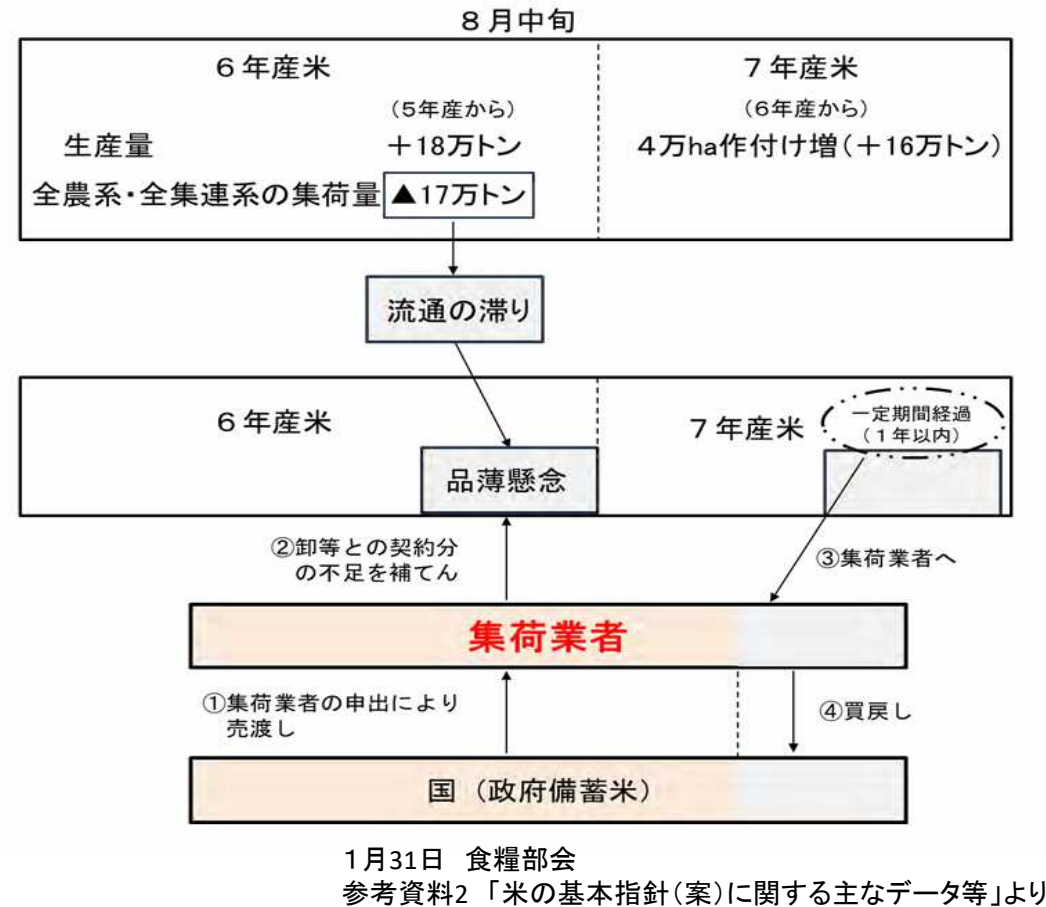 ８月中旬
６年産米
７年産米
（５年産から）
（６年産から）
生産量
＋18万トン
４万ha作付け増（＋16万トン）
全農系・全集連系の集荷量
▲17万トン
流通の滞り
６年産米
７年産米
一定期間経過
（１年以内）
品薄懸念
②卸等との契約分
の不足を補てん
③集荷業者へ
集荷業者
①集荷業者の申出により
売渡し
④買戻し
国（政府備蓄米）
１月31日　食糧部会
参考資料2 「米の基本指針（案）に関する主なデータ等」より